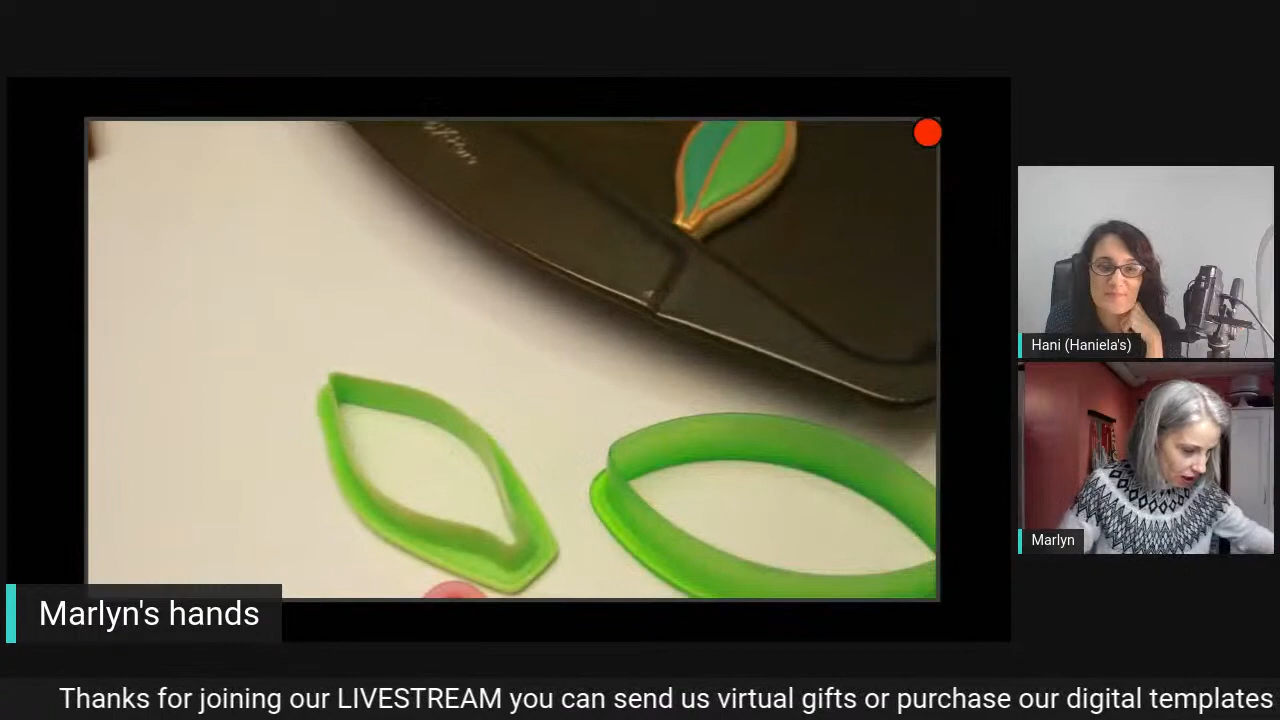 Hani (Haniela's)
Marlyn
Marlyn's hands
Thanks for joining our LIVESTREAM you can send us virtual gifts or purchase our digital templates